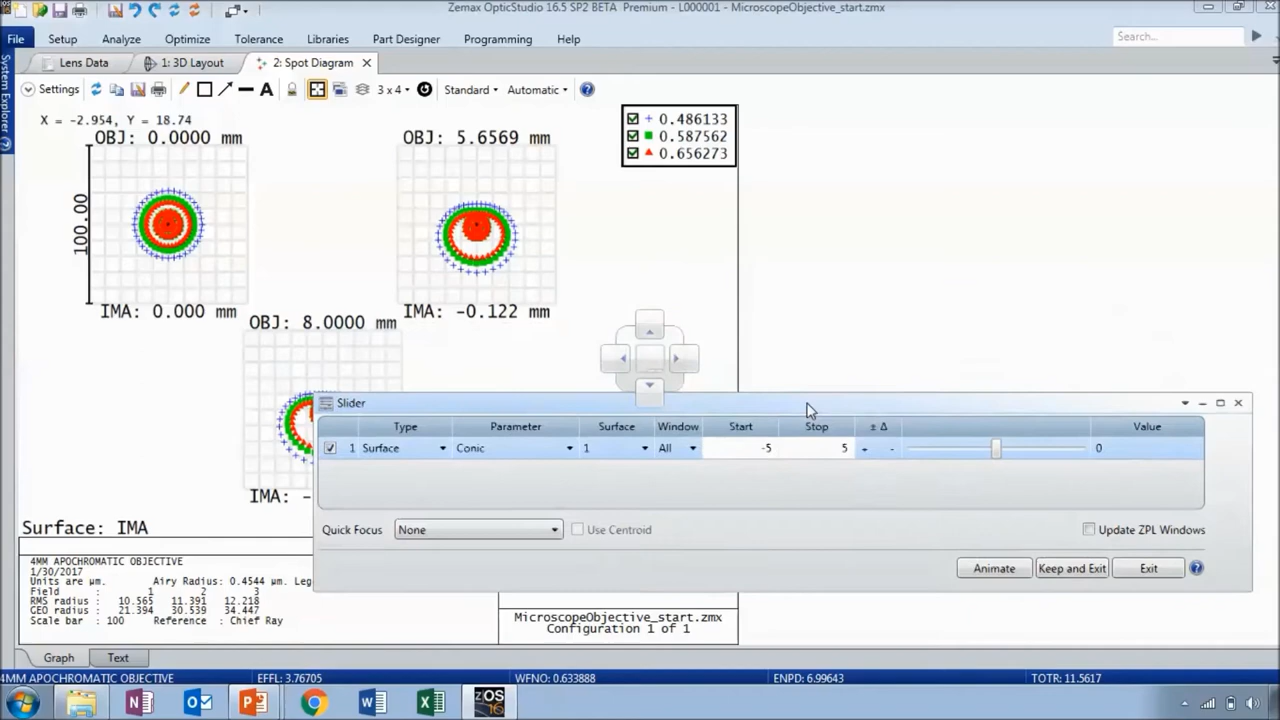 Zemax OpticStudio 16.5 SP2 BETA Premium - L000001 - MicroscopeObjective_start.zmx
File Setup Analyze Optimize Tolerance Libraries Part Designer Programming Help Search...
System Explorer
Lens Data 1: 3D Layout 2: Spot Diagram
Settings A 3 x 4 Standard Automatic
X = -2.954, Y = 18.74
OBJ: 0.0000 mm OBJ: 5.6569 mm
+ 0.486133
0.587562
0.656273
100.00
IMA: 0.000 mm IMA: -0.122 mm
OBJ: 8.0000 mm
IMA: -
Slider
Type Parameter Surface Window Start Stop ± Δ Value
1 Surface Conic 1 All -5 5 + - 0
Quick Focus None Use Centroid Update ZPL Windows
Animate Keep and Exit Exit
Surface: IMA
4MM APOCHROMATIC OBJECTIVE
1/30/2017
Units are µm. Airy Radius: 0.4544 µm. Leg
Field : 1 2 3
RMS radius : 10.565 11.391 12.218
GEO radius : 21.394 30.539 34.447
Scale bar : 100 Reference : Chief Ray
MicroscopeObjective_start.zmx
Configuration 1 of 1
Graph Text
4MM APOCHROMATIC OBJECTIVE EFFL: 3.76705 WFNO: 0.633888 ENPD: 6.99643 TOTR: 11.5617
ZOS
16